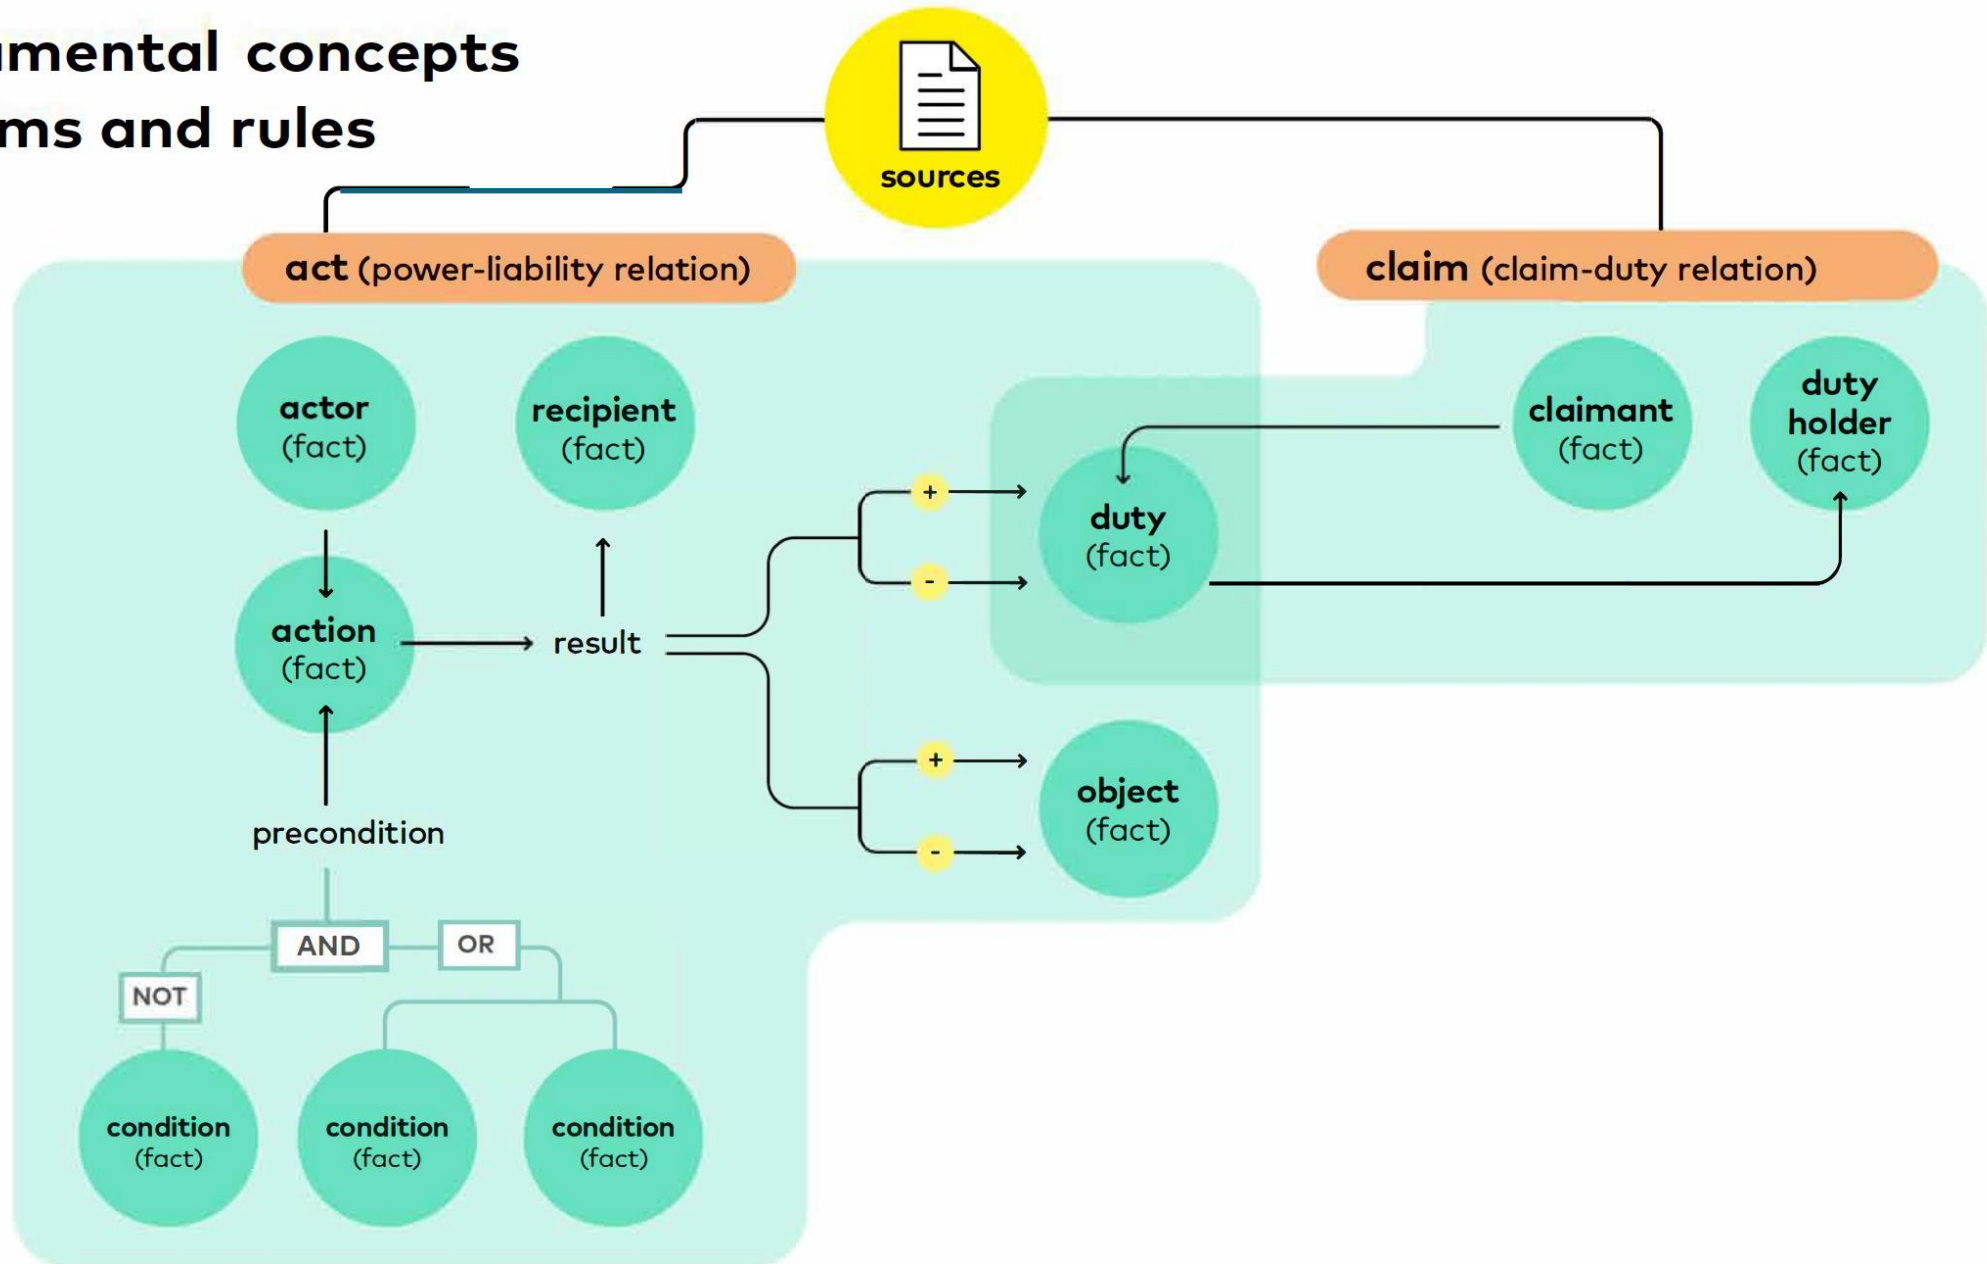 mental concepts
ms and rules
sources
act (power-liability relation)
claim (claim-duty relation)
actor
(fact)
recipient
(fact)
claimant
(fact)
duty
holder
(fact)
+
duty
(fact)
-
action
(fact)
result
+
object
(fact)
-
precondition
AND
OR
NOT
condition
(fact)
condition
(fact)
condition
(fact)